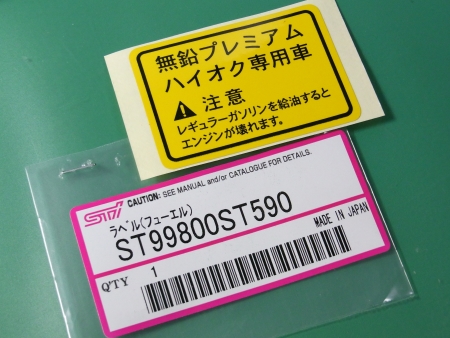 無鉛プレミアム
ハイオク専用車
注意
レギュラーガソリンを給油すると
エンジンが壊れます。
STI
CAUTION: SEE MANUAL and/or CATALOGUE FOR DETAILS.
ラベル(フューエル)
ST99800ST590
MADE IN JAPAN
Q'TY 1